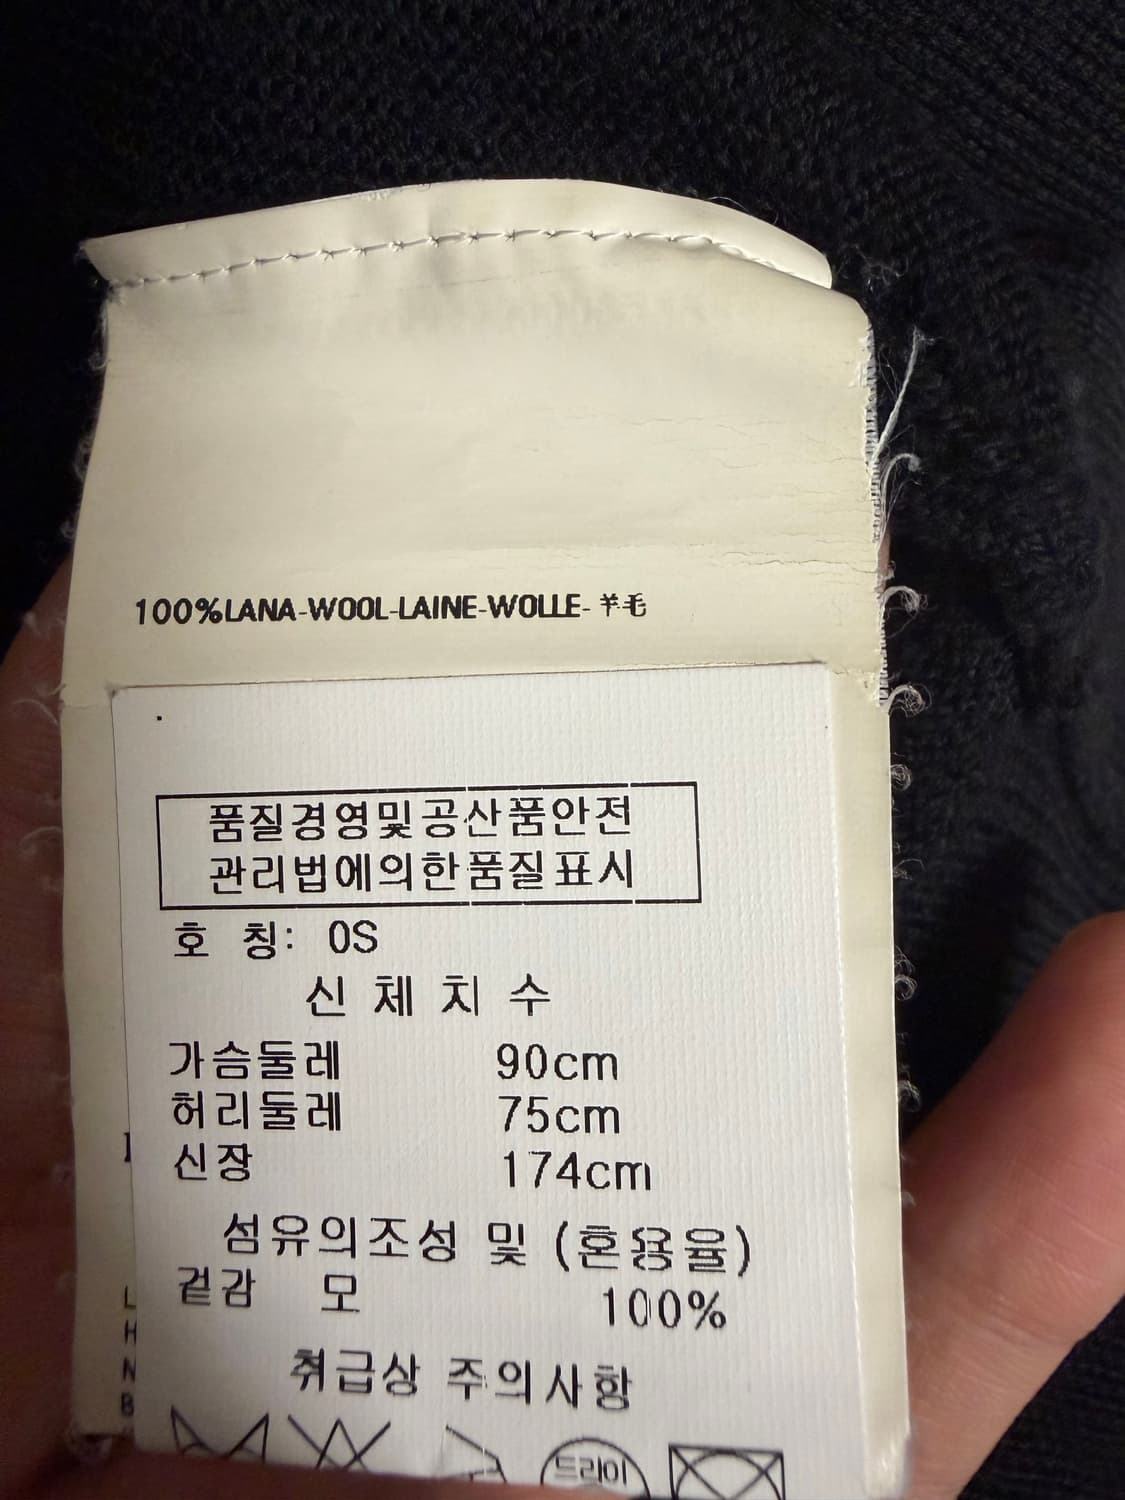 100%LANA-WOOL-LAINE-WOLLE-羊毛
품질경영및공산품안전
관리법에의한품질표시
호 칭: OS
신 체 치 수
가슴둘레 90cm
허리둘레 75cm
신장 174cm
섬유의조성 및 (혼용율)
겉감 모 100%
취급상 주의사항
드라이
L
H
N
B